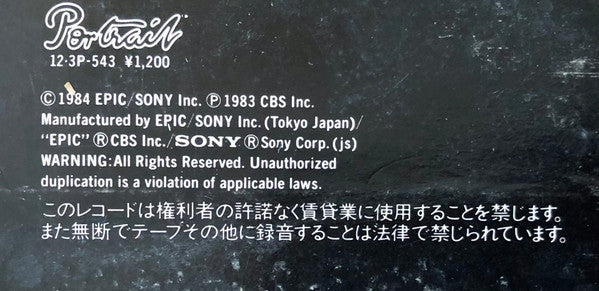 Portrait
12·3P-543 ¥1,200
Ⓒ 1984 EPIC/SONY Inc. Ⓟ 1983 CBS Inc.
Manufactured by EPIC/SONY Inc. (Tokyo Japan)/
"EPIC" Ⓡ CBS Inc./SONY Ⓡ Sony Corp. (js)
WARNING: All Rights Reserved. Unauthorized
duplication is a violation of applicable laws.
このレコードは権利者の許諾なく賃貸業に使用することを禁じます。
また無断でテープその他に録音することは法律で禁じられています。